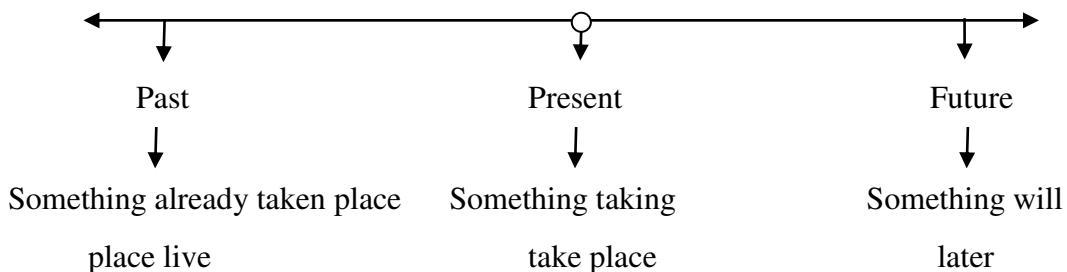 Past Present Future
Something already taken place Something taking Something will
place live take place later